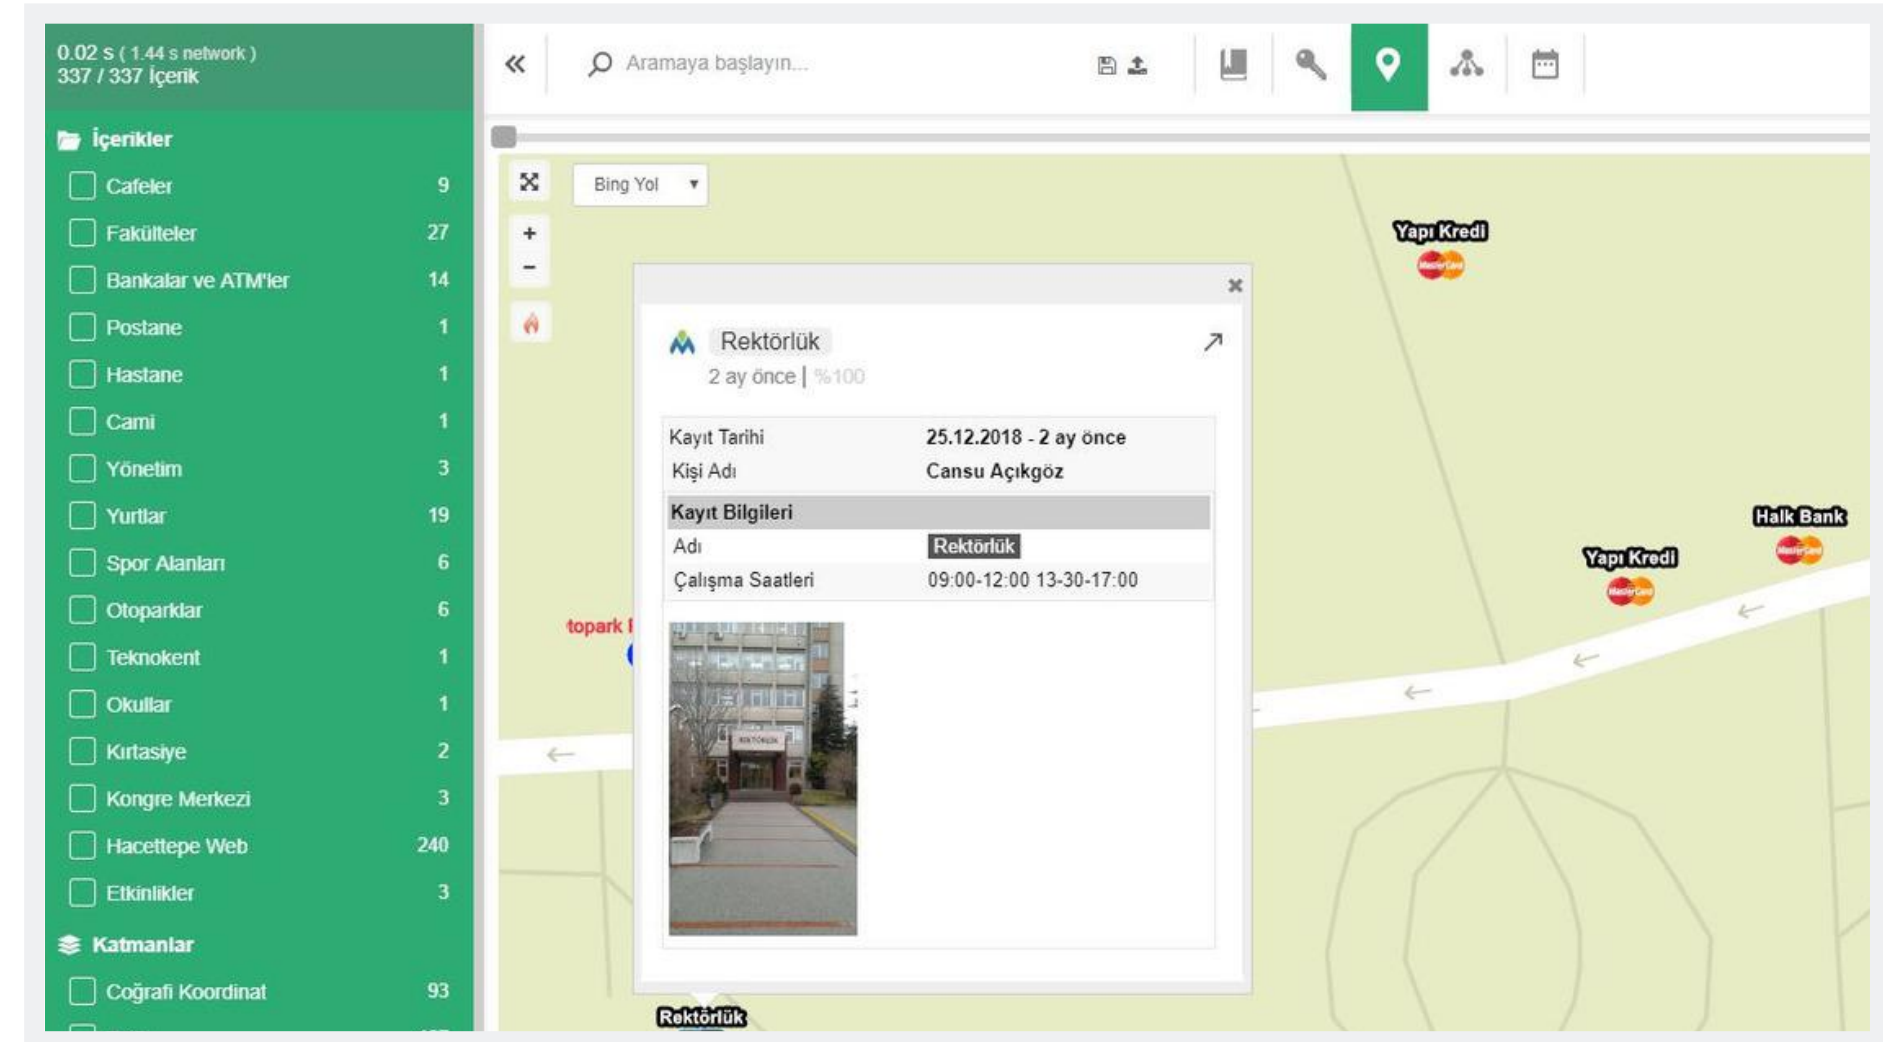 0.02 s ( 1.44 s network )
337 / 337 İçerik
Aramaya başlayın...
İçerikler
Cafeler 9
Fakülteler 27
Bankalar ve ATM'ler 14
Postane 1
Hastane 1
Cami 1
Yönetim 3
Yurtlar 19
Spor Alanları 6
Otoparklar 6
Teknokent 1
Okullar 1
Kırtasiye 2
Kongre Merkezi 3
Hacettepe Web 240
Etkinlikler 3
Katmanlar
Coğrafi Koordinat 93
Bing Yol
Yapı Kredi
MasterCard
Rektörlük
2 ay önce | %100
Kayıt Tarihi 25.12.2018 - 2 ay önce
Kişi Adı Cansu Açıkgöz
Kayıt Bilgileri
Adı Rektörlük
Çalışma Saatleri 09:00-12:00 13-30-17:00
REKTÖRLÜK
Halk Bank
MasterCard
Yapı Kredi
MasterCard
topark
Rektörlük